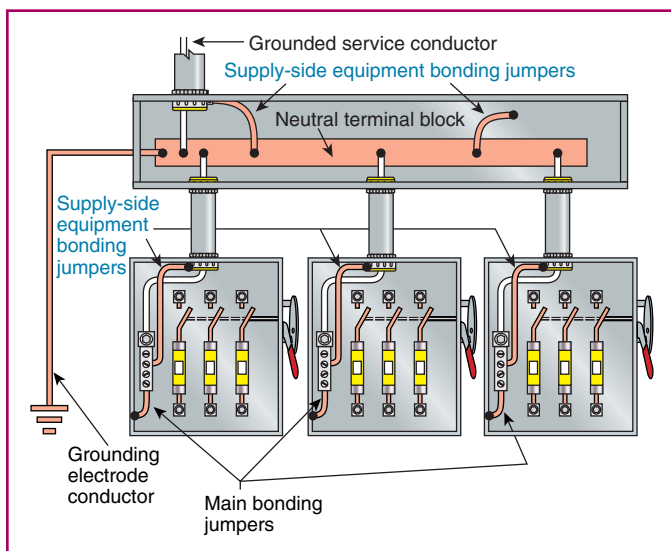 Grounded service conductor
Supply-side equipment bonding jumpers
Neutral terminal block
Supply-side
equipment
bonding
jumpers
Grounding
electrode
conductor
Main bonding
jumpers